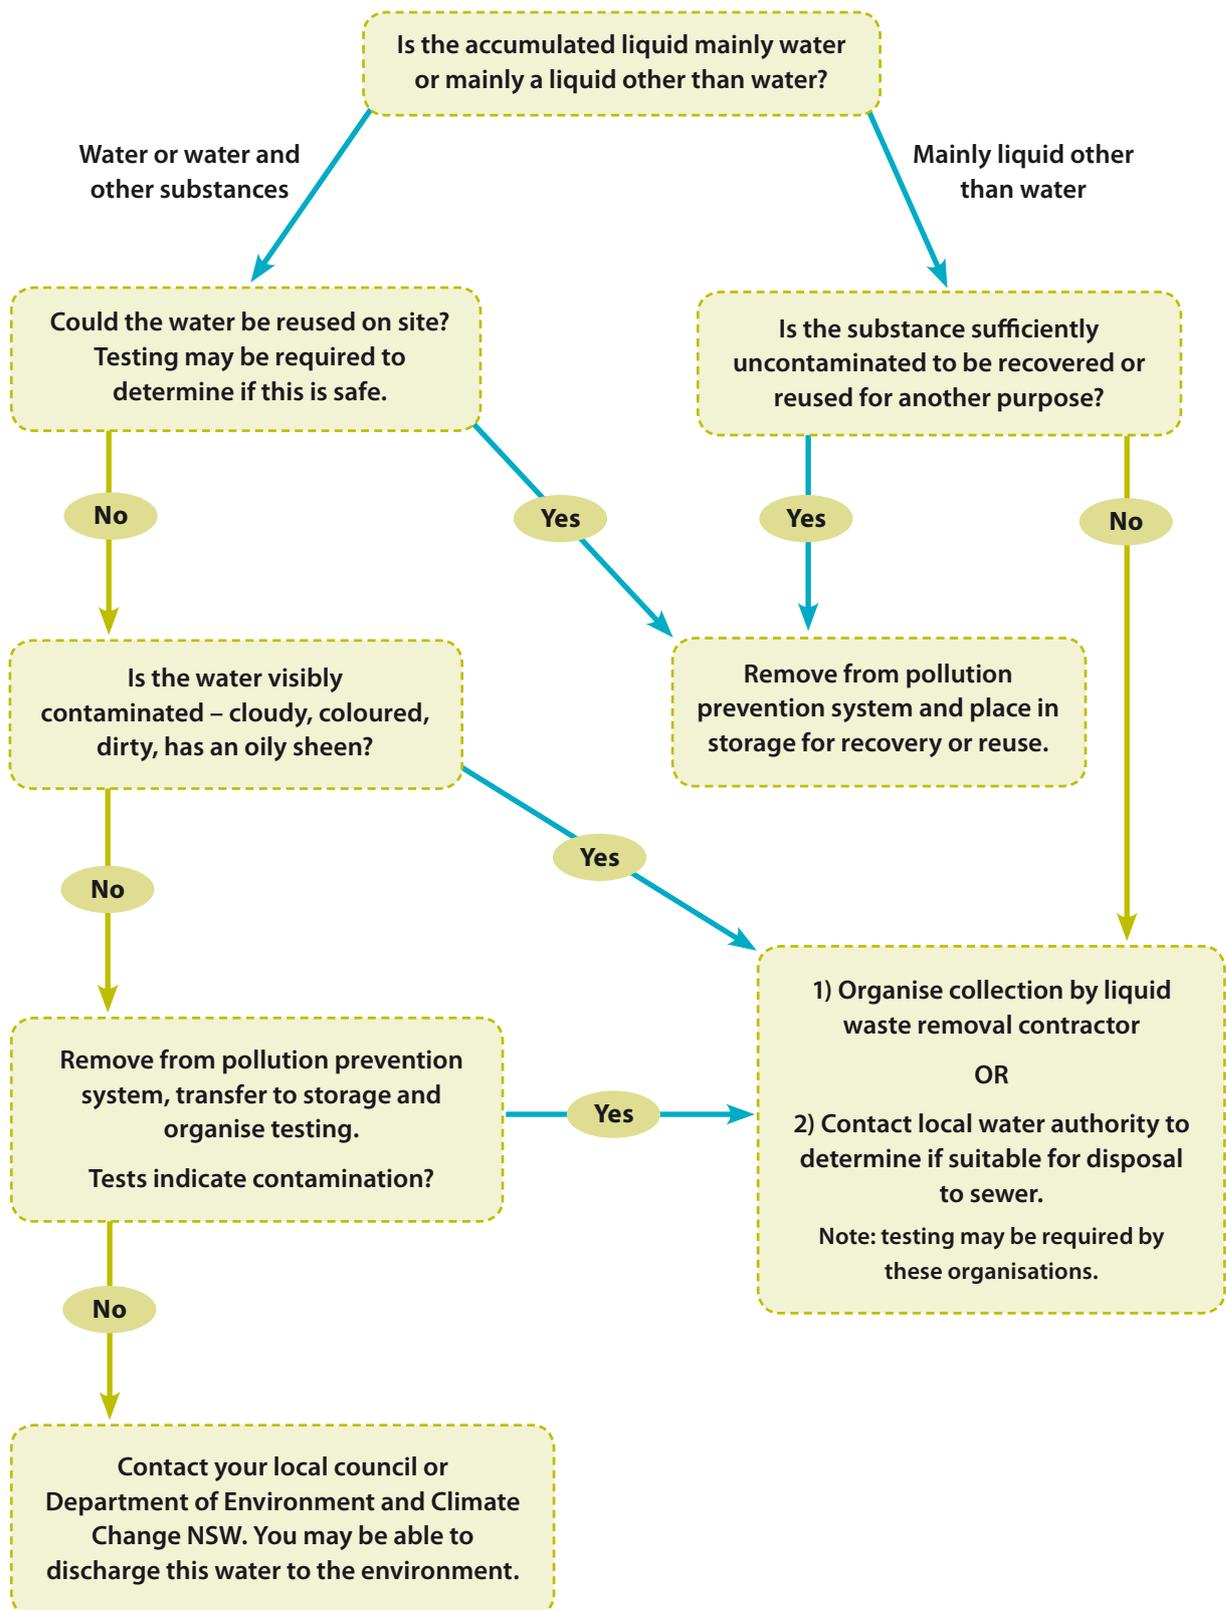 Is the accumulated liquid mainly water
or mainly a liquid other than water?
Water or water and
other substances
Mainly liquid other
than water
Could the water be reused on site?
Testing may be required to
determine if this is safe.
Is the substance sufficiently
uncontaminated to be recovered or
reused for another purpose?
No
Yes
Yes
No
Is the water visibly
contaminated – cloudy, coloured,
dirty, has an oily sheen?
Remove from pollution
prevention system and place in
storage for recovery or reuse.
Yes
No
1) Organise collection by liquid
waste removal contractor
OR
2) Contact local water authority to
determine if suitable for disposal
to sewer.
Note: testing may be required by
these organisations.
Remove from pollution prevention
system, transfer to storage and
organise testing.
Tests indicate contamination?
Yes
No
Contact your local council or
Department of Environment and Climate
Change NSW. You may be able to
discharge this water to the environment.